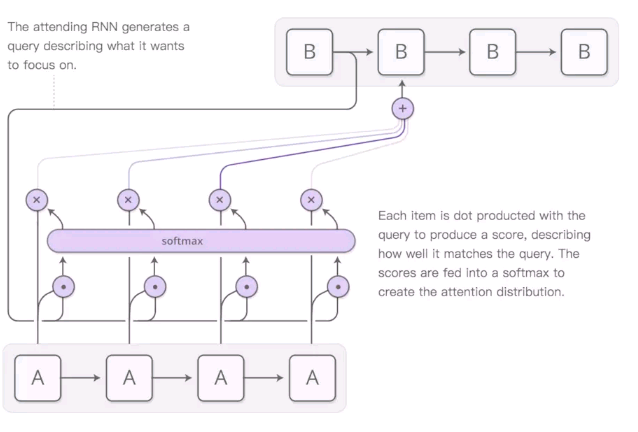 The attending RNN generates a
query describing what it wants
to focus on.
B B B B
+
× × × ×
softmax
Each item is dot producted with the
query to produce a score, describing
how well it matches the query. The
scores are fed into a softmax to
create the attention distribution.
A A A A